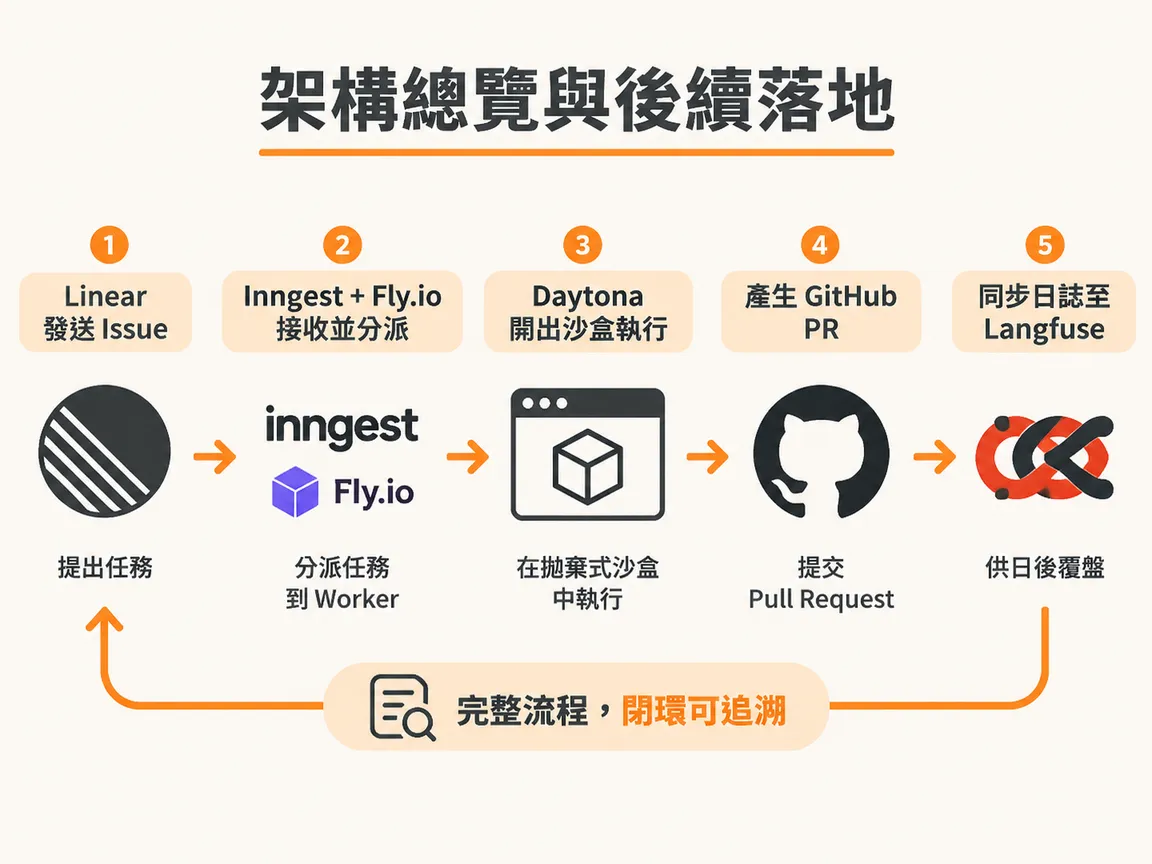 架構總覽與後續落地
1
Linear
發送 Issue
提出任務
2
Inngest + Fly.io
接收並分派
inngest
Fly.io
分派任務
到 Worker
3
Daytona
開出沙盒執行
在拋棄式沙盒
中執行
4
產生 GitHub
PR
提交
Pull Request
5
同步日誌至
Langfuse
供日後覆盤
完整流程，閉環可追溯